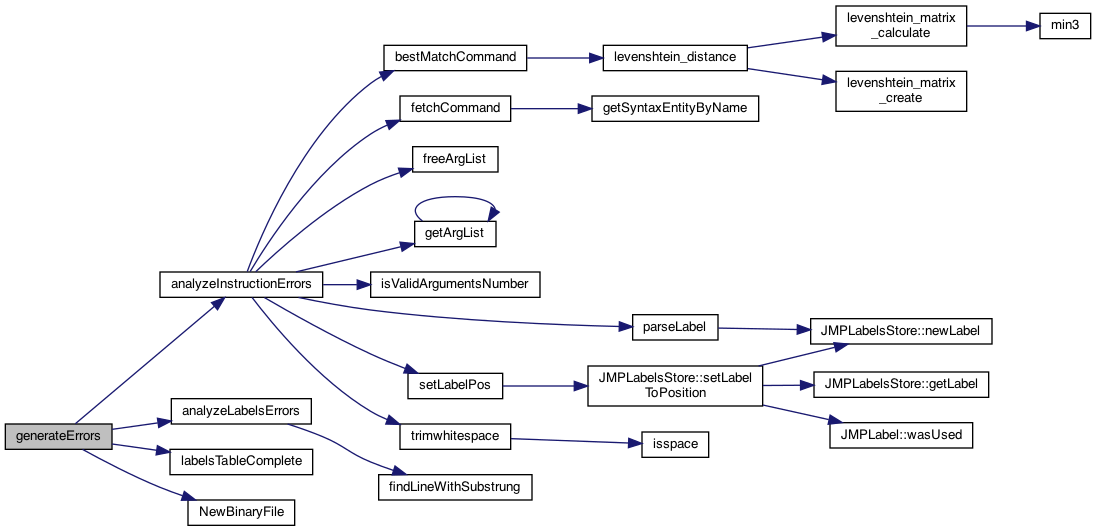 levenshtein_matrix
_calculate
min3
bestMatchCommand
levenshtein_distance
levenshtein_matrix
_create
fetchCommand
getSyntaxEntityByName
freeArgList
getArgList
analyzeInstructionErrors
isValidArgumentsNumber
parseLabel
JMPLabelsStore::newLabel
setLabelPos
JMPLabelsStore::setLabel
ToPosition
JMPLabelsStore::getLabel
JMPLabel::wasUsed
generateErrors
analyzeLabelsErrors
trimwhitespace
isspace
labelsTableComplete
findLineWithSubstrung
NewBinaryFile